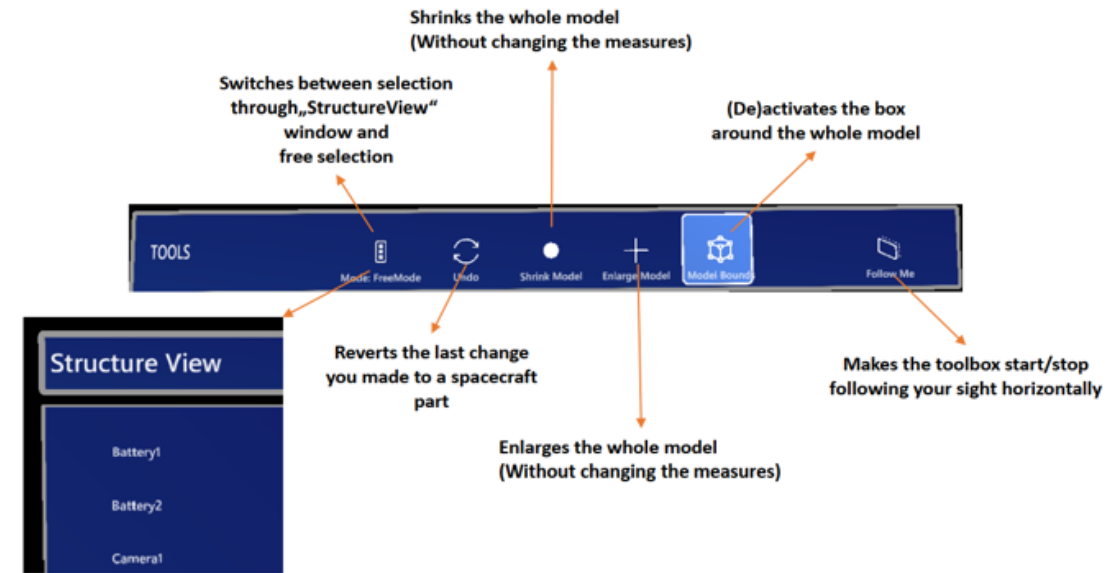 Shrinks the whole model
(Without changing the measures)
Switches between selection
through„StructureView“
window and
free selection
(De)activates the box
around the whole model
TOOLS
Mode: FreeMode
Undo
Shrink Model
Enlarge Model
Model Bounds
Follow Me
Structure View
Battery1
Battery2
Camera1
Reverts the last change
you made to a spacecraft
part
Enlarges the whole model
(Without changing the measures)
Makes the toolbox start/stop
following your sight horizontally